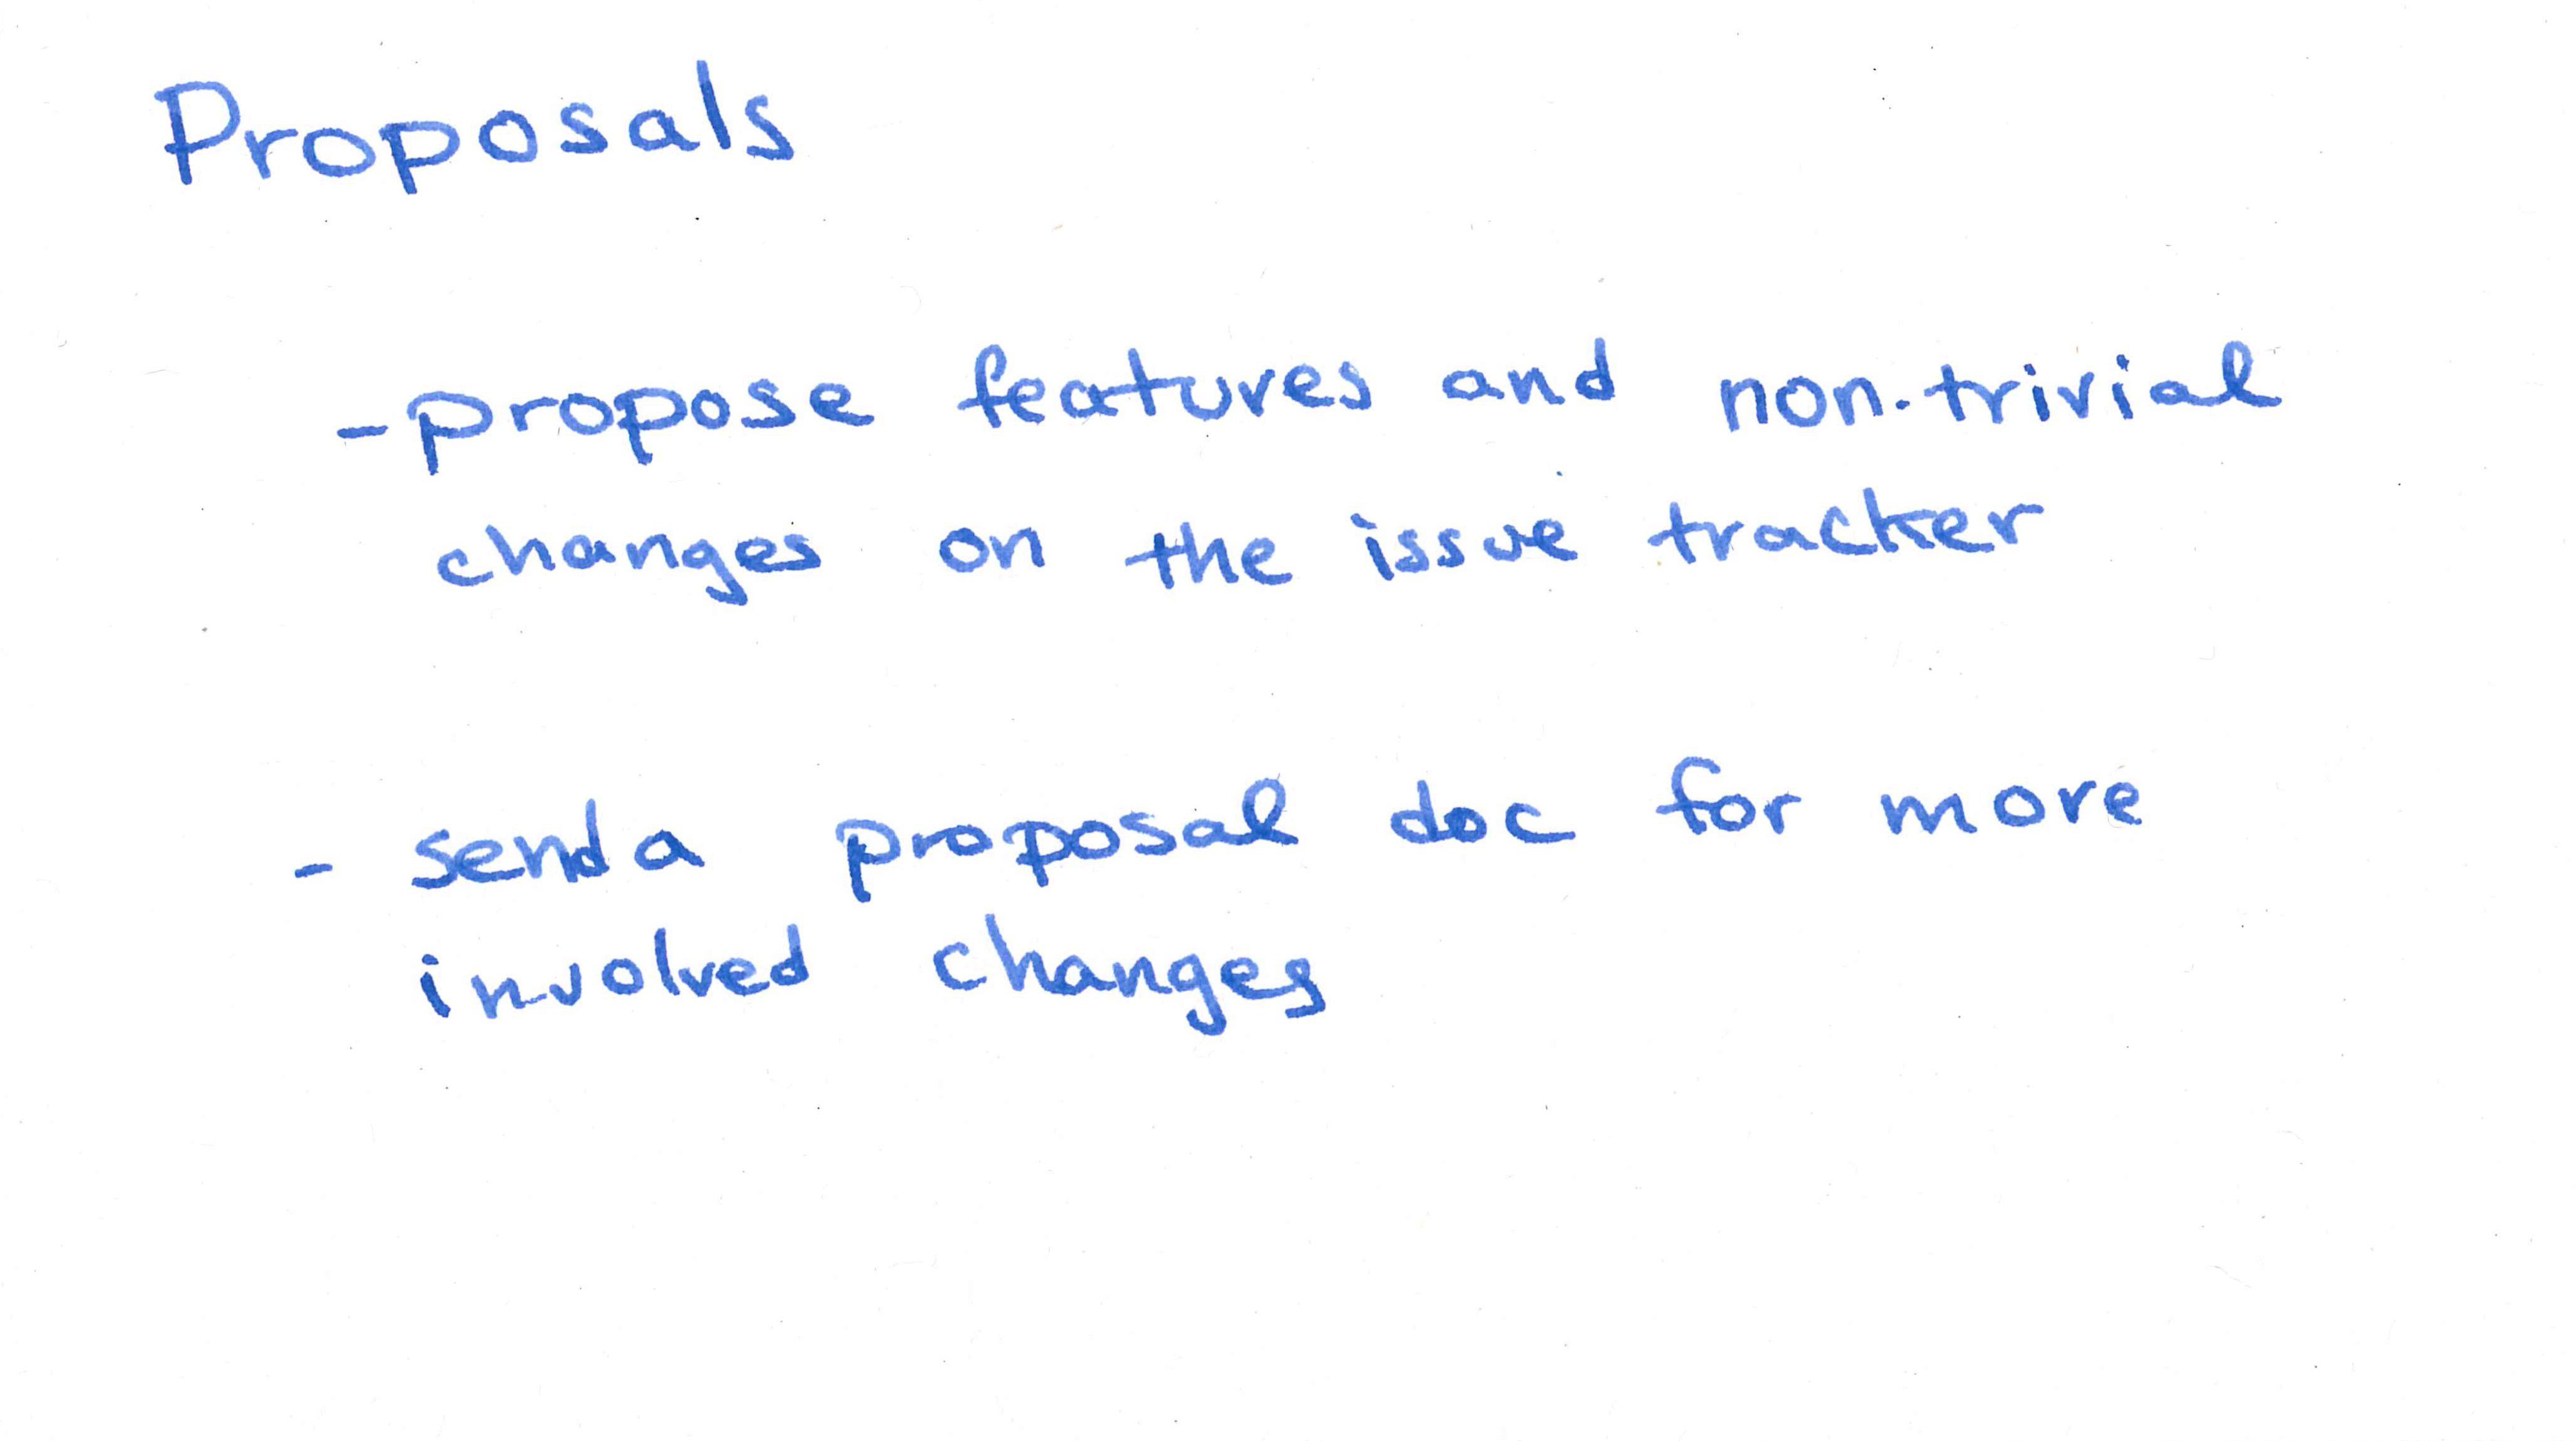 Proposals
- propose features and non-trivial
changes on the issue tracker
- send a proposal doc for more
involved changes